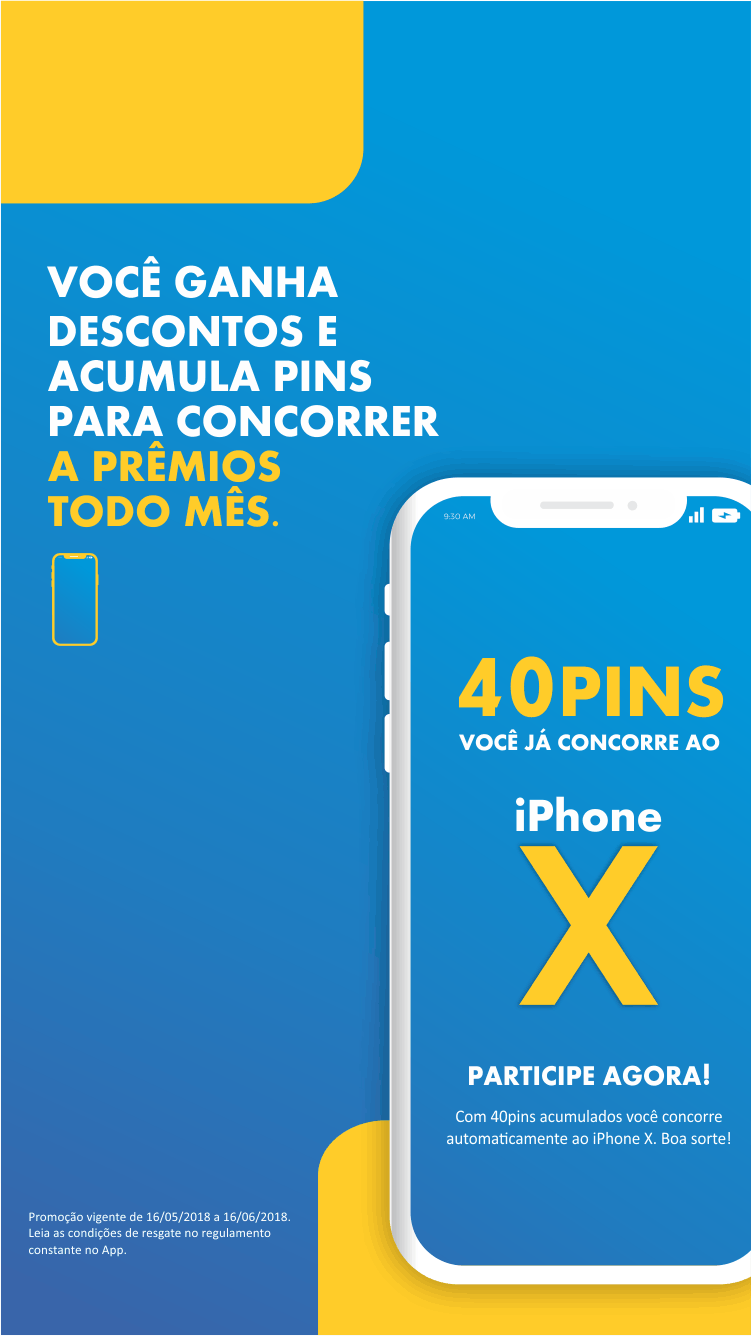 VOCÊ GANHA
DESCONTOS E
ACUMULA PINS
PARA CONCORRER
A PRÊMIOS
TODO MÊS.
9:30 AM
40PINS
VOCÊ JÁ CONCORRE AO
iPhone
X
PARTICIPE AGORA!
Com 40pins acumulados você concorre
automaticamente ao iPhone X. Boa sorte!
Promoção vigente de 16/05/2018 a 16/06/2018.
Leia as condições de resgate no regulamento
constante no App.